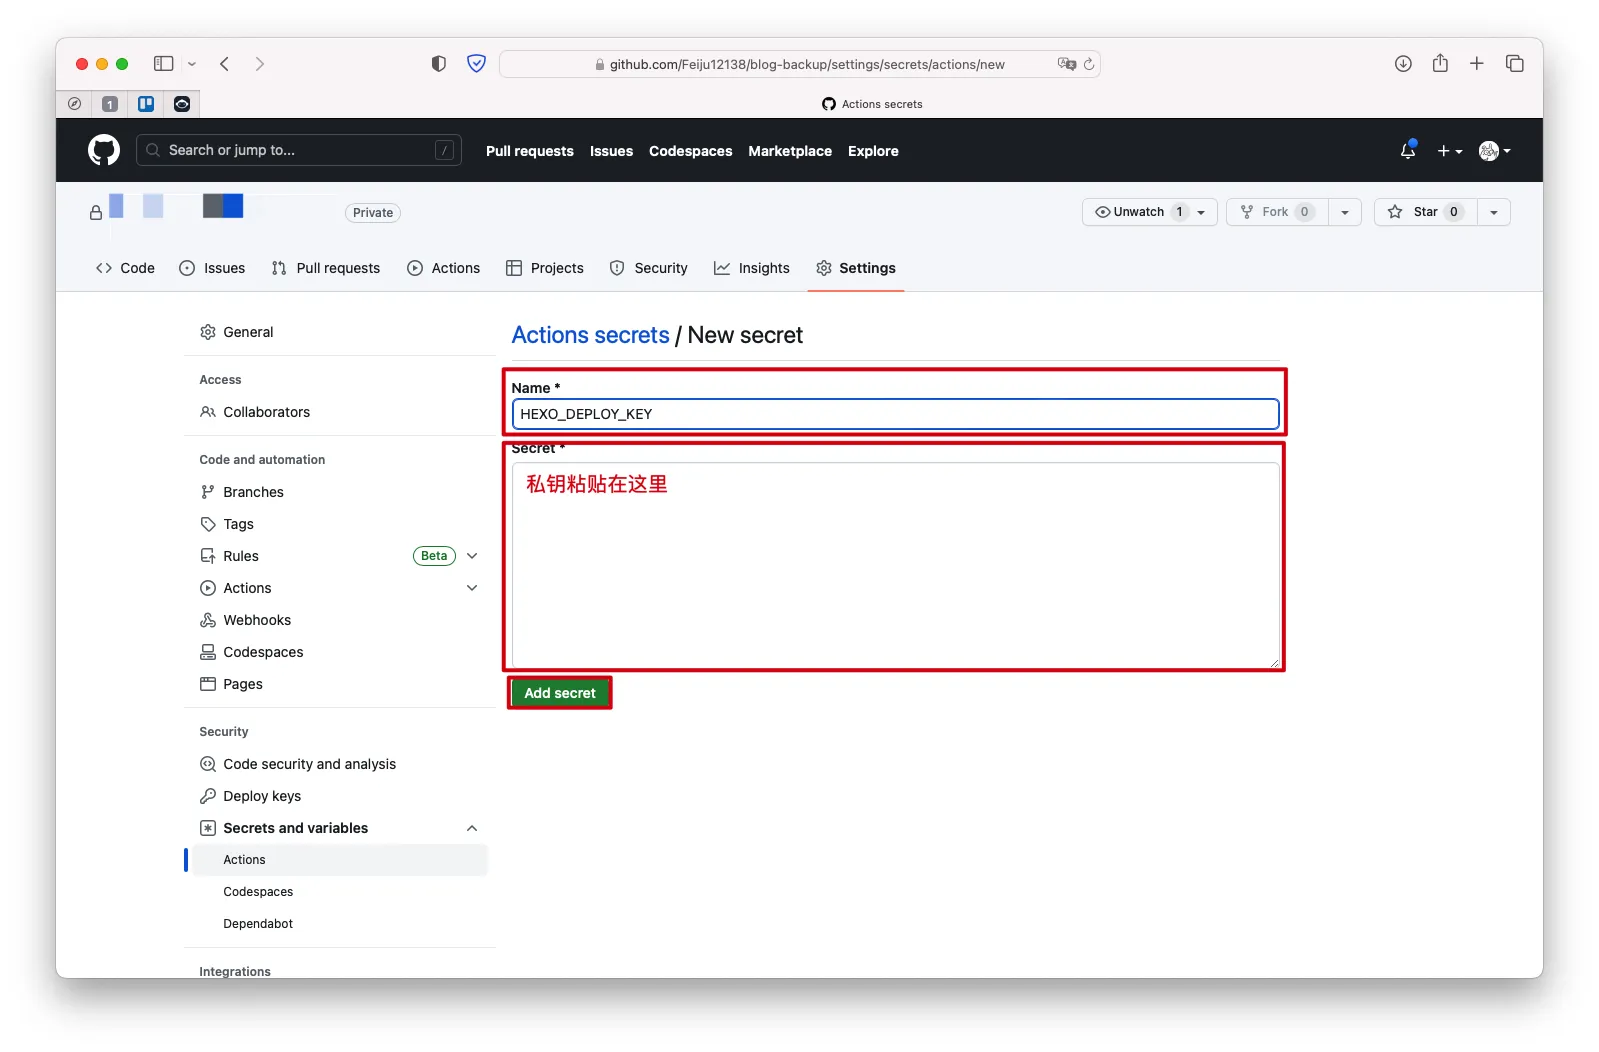 github.com/Feiju12138/blog-backup/settings/secrets/actions/new
1
Actions secrets
Search or jump to...
/
Pull requests
Issues
Codespaces
Marketplace
Explore
Private
Unwatch 1
Fork 0
Star 0
Code
Issues
Pull requests
Actions
Projects
Security
Insights
Settings
General
Access
Collaborators
Code and automation
Branches
Tags
Rules Beta
Actions
Webhooks
Codespaces
Pages
Security
Code security and analysis
Deploy keys
Secrets and variables
Actions
Codespaces
Dependabot
Integrations
Actions secrets / New secret
Name *
HEXO_DEPLOY_KEY
Secret *
私钥粘贴在这里
Add secret